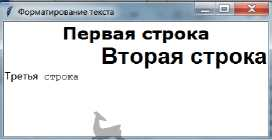 Форматирование текста
Первая строка
Вторая строка
Третья строка